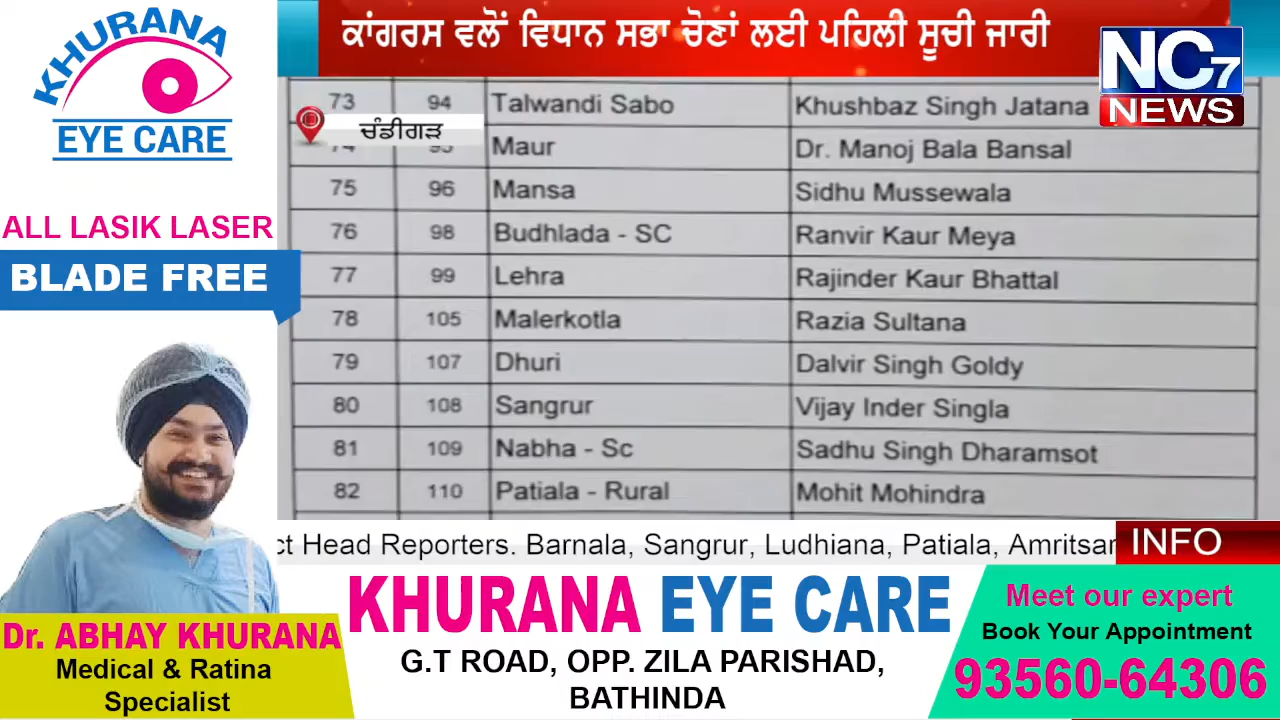 KHURANA
EYE CARE
ALL LASIK LASER
BLADE FREE
ਕਾਂਗਰਸ ਵਲੋਂ ਵਿਧਾਨ ਸਭਾ ਚੋਣਾਂ ਲਈ ਪਹਿਲੀ ਸੂਚੀ ਜਾਰੀ
NC7
NEWS
73 94 Talwandi Sabo Khushbaz Singh Jatana
ਚੰਡੀਗੜ
Maur Dr. Manoj Bala Bansal
75 96 Mansa Sidhu Mussewala
76 98 Budhlada - SC Ranvir Kaur Meya
77 99 Lehra Rajinder Kaur Bhattal
78 105 Malerkotla Razia Sultana
79 107 Dhuri Dalvir Singh Goldy
80 108 Sangrur Vijay Inder Singla
81 109 Nabha - Sc Sadhu Singh Dharamsot
82 110 Patiala - Rural Mohit Mohindra
ct Head Reporters. Barnala, Sangrur, Ludhiana, Patiala, Amritsar
INFO
Dr. ABHAY KHURANA
Medical & Ratina
Specialist
KHURANA EYE CARE
G.T ROAD, OPP. ZILA PARISHAD,
BATHINDA
Meet our expert
Book Your Appointment
93560-64306